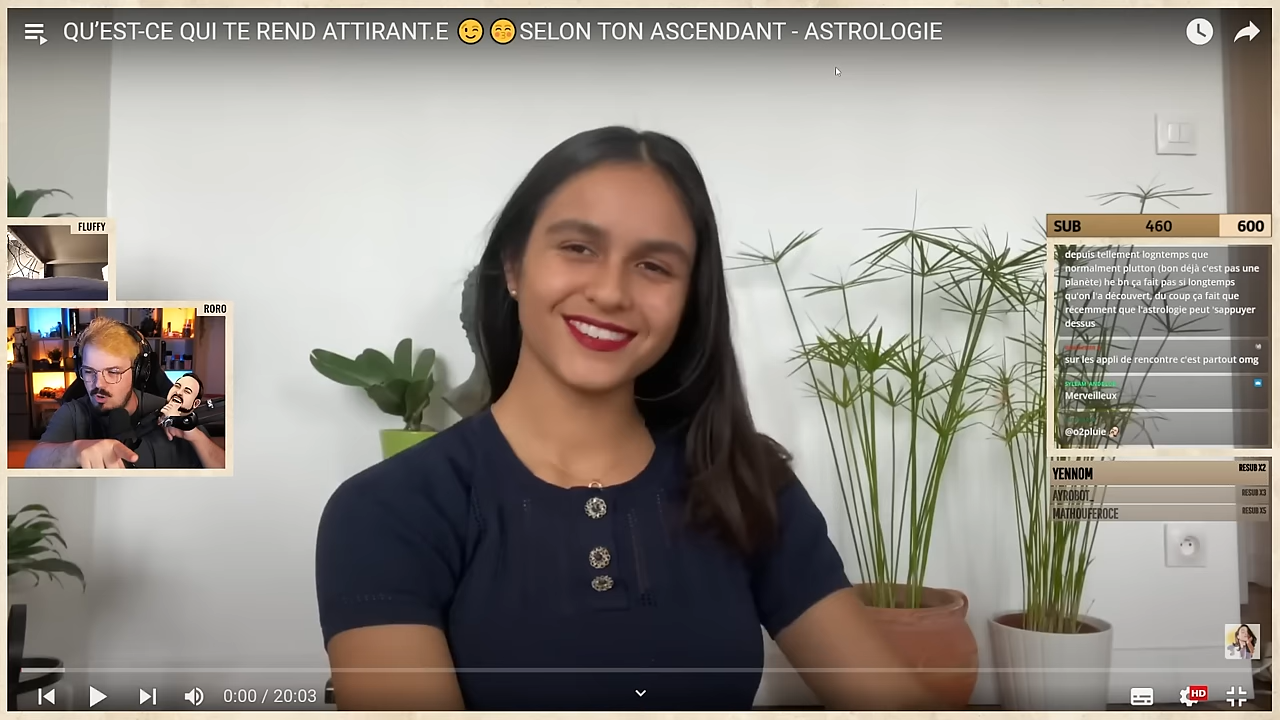 QU'EST-CE QUI TE REND ATTIRANT.E 😉😚SELON TON ASCENDANT - ASTROLOGIE
FLUFFY
RORO
SUB 460 600
depuis tellement logntemps que
normalment plutton (bon déjà c'est pas une
planète) he bn ça fait pas si longtemps
qu'on l'a découvert, du coup ça fait que
récemment que l'astrologie peut 'sappuyer
dessus
sur les appli de rencontre c'est partout omg
Merveilleux
@o2pluie
YENNOM RESUB X2
AYROBOT RESUB X3
MATHOUFEROCE RESUB X5
0:00 / 20:03
HD